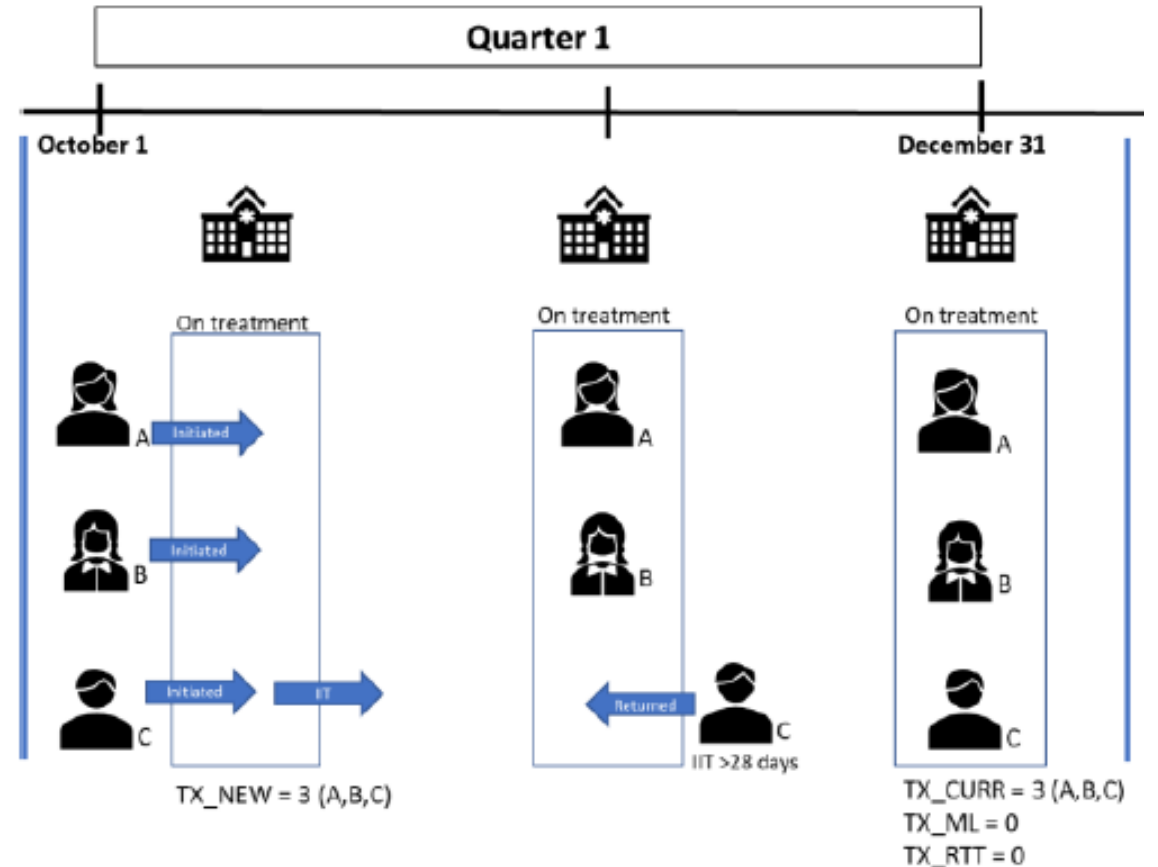 Quarter 1
October 1
December 31
On treatment
On treatment
On treatment
A
Initiated
A
A
B
Initiated
B
B
C
Initiated
IIT
Returned
C
IIT >28 days
C
TX_NEW = 3 (A,B,C)
TX_CURR = 3 (A,B,C)
TX_ML = 0
TX_RTT = 0